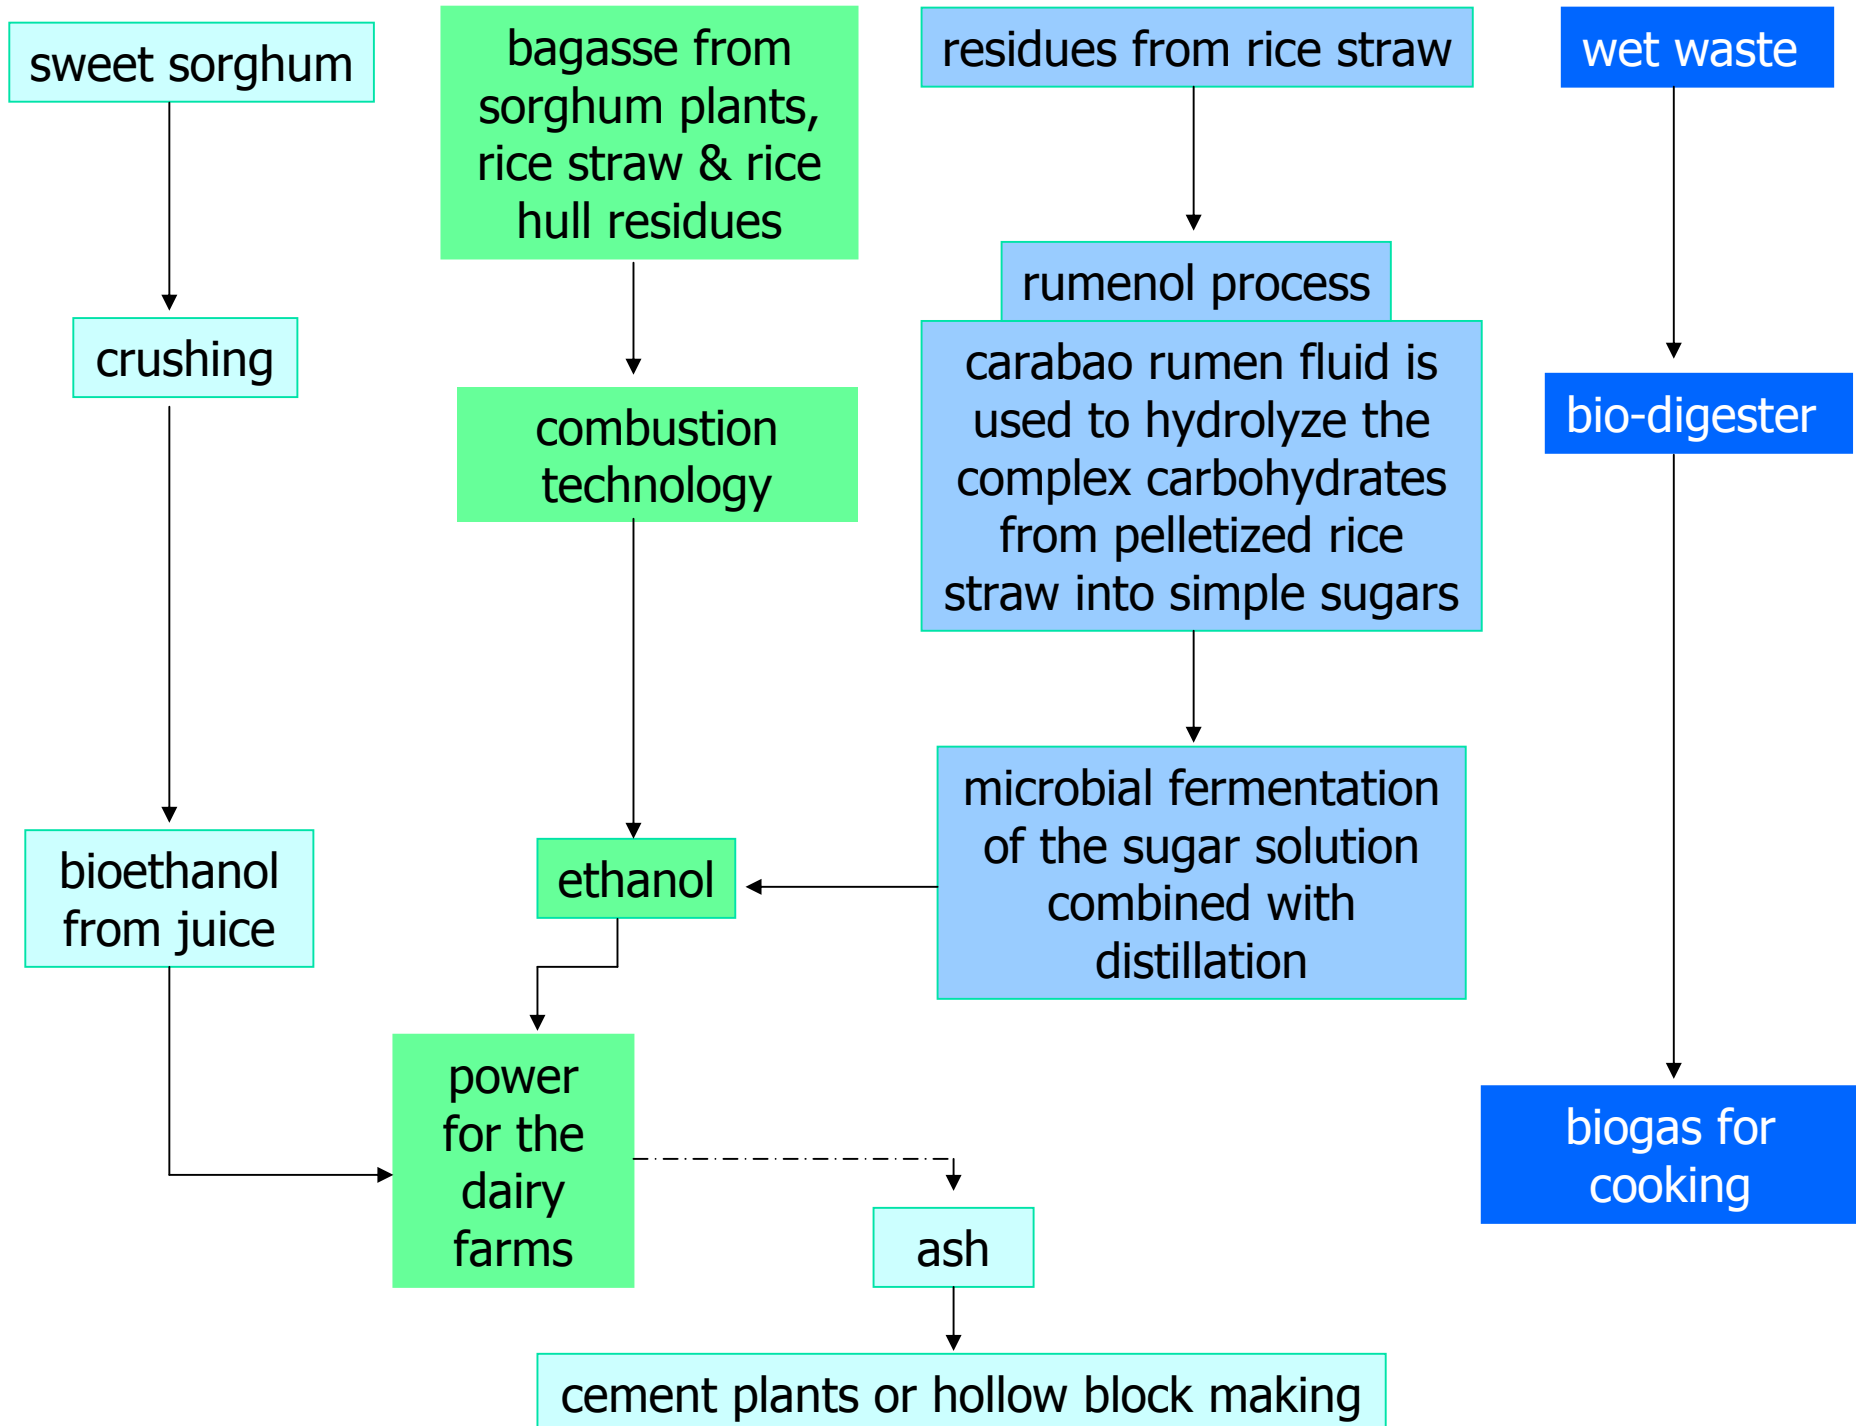 sweet sorghum
crushing
bioethanol
from juice
bagasse from
sorghum plants,
rice straw & rice
hull residues
combustion
technology
ethanol
power
for the
dairy
farms
residues from rice straw
rumenol process
carabao rumen fluid is
used to hydrolyze the
complex carbohydrates
from pelletized rice
straw into simple sugars
microbial fermentation
of the sugar solution
combined with
distillation
ash
cement plants or hollow block making
wet waste
bio-digester
biogas for
cooking